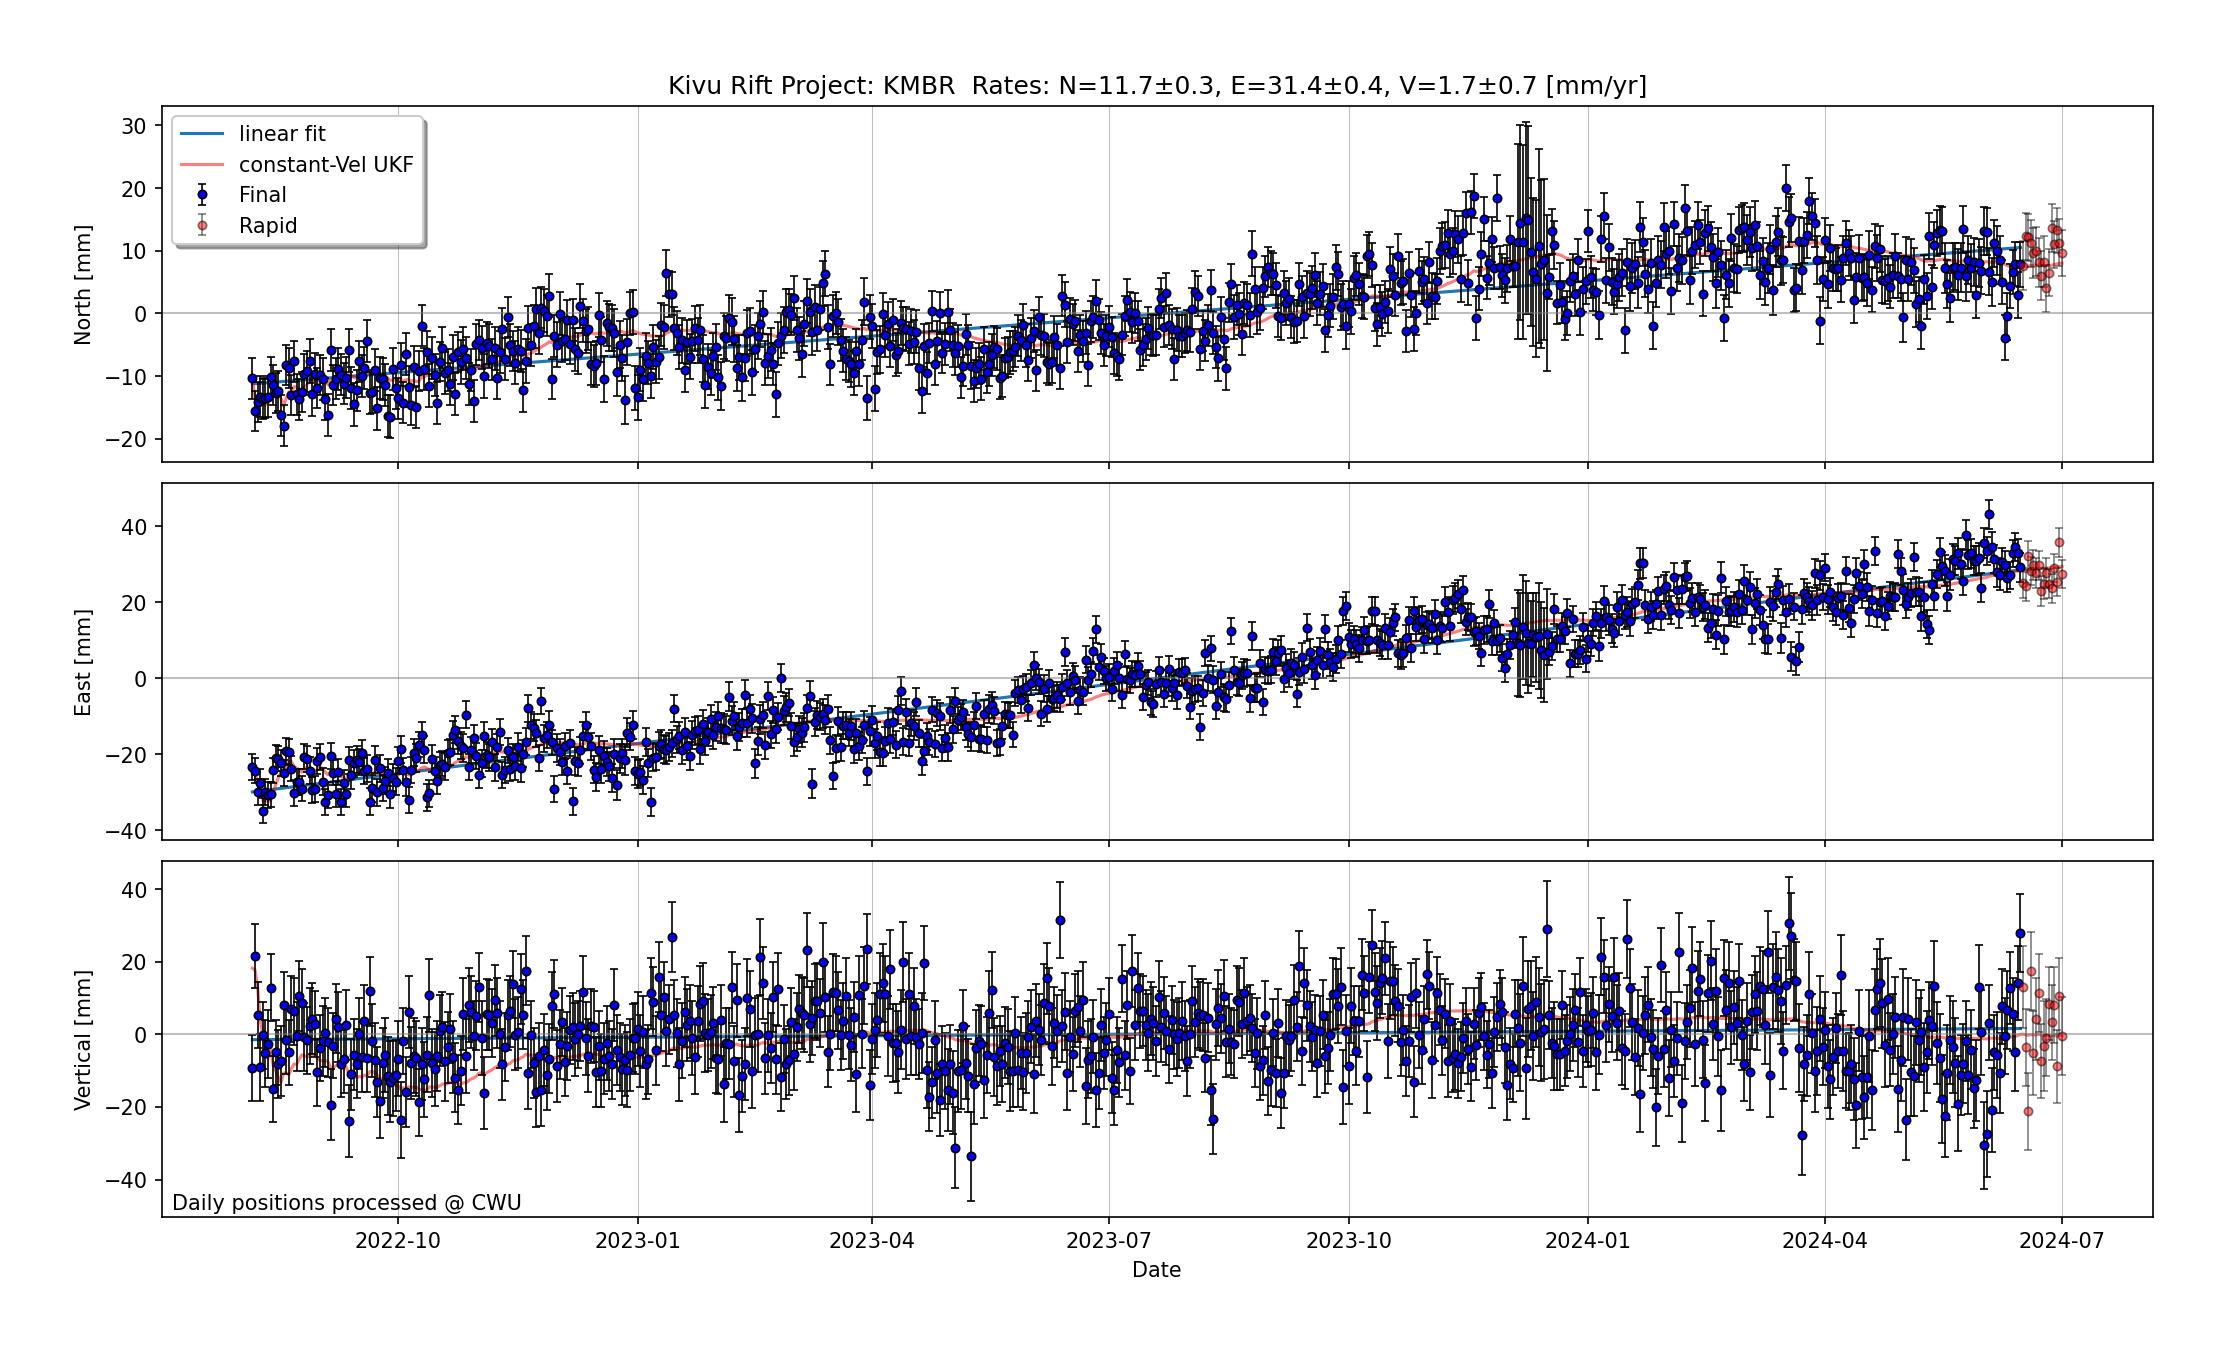 Kivu Rift Project: KMBR  Rates: N=11.7±0.3, E=31.4±0.4, V=1.7±0.7 [mm/yr]
linear fit
constant-Vel UKF
Final
Rapid
North [mm]
30
20
10
0
−10
−20
East [mm]
40
20
0
−20
−40
Vertical [mm]
40
20
0
−20
−40
Daily positions processed @ CWU
2022-10
2023-01
2023-04
2023-07
2023-10
2024-01
2024-04
2024-07
Date